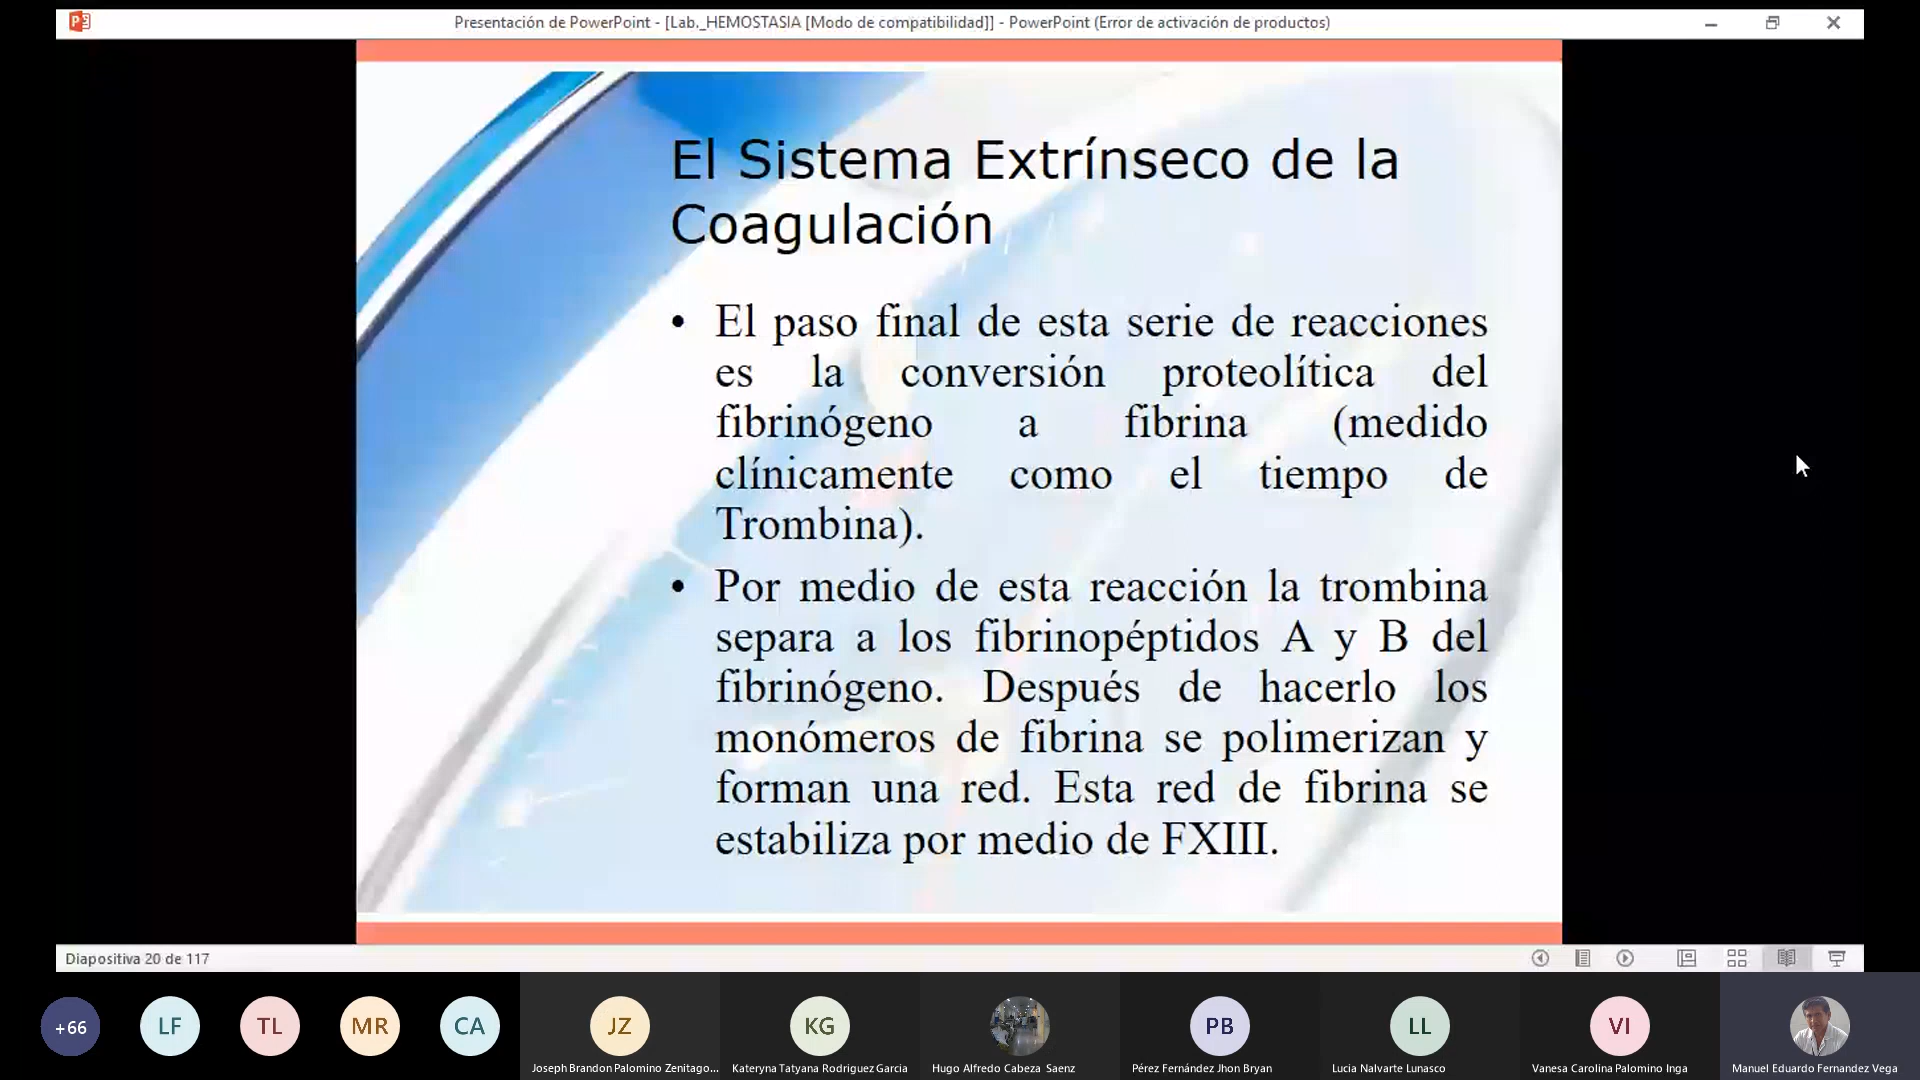 Presentación de PowerPoint - [Lab._HEMOSTASIA [Modo de compatibilidad]] - PowerPoint (Error de activación de productos)
El Sistema Extrínseco de la
Coagulación
• El paso final de esta serie de reacciones
es la conversión proteolítica del
fibrinógeno a fibrina (medido
clínicamente como el tiempo de
Trombina).
• Por medio de esta reacción la trombina
separa a los fibrinopéptidos A y B del
fibrinógeno. Después de hacerlo los
monómeros de fibrina se polimerizan y
forman una red. Esta red de fibrina se
estabiliza por medio de FXIII.
Diapositiva 20 de 117
+66
LF
TL
MR
CA
JZ
KG
PB
LL
VI
Joseph Brandon Palomino Zenitago...
Kateryna Tatyana Rodriguez Garcia
Hugo Alfredo Cabeza Saenz
Pérez Fernández Jhon Bryan
Lucia Nalvarte Lunasco
Vanesa Carolina Palomino Inga
Manuel Eduardo Fernandez Vega